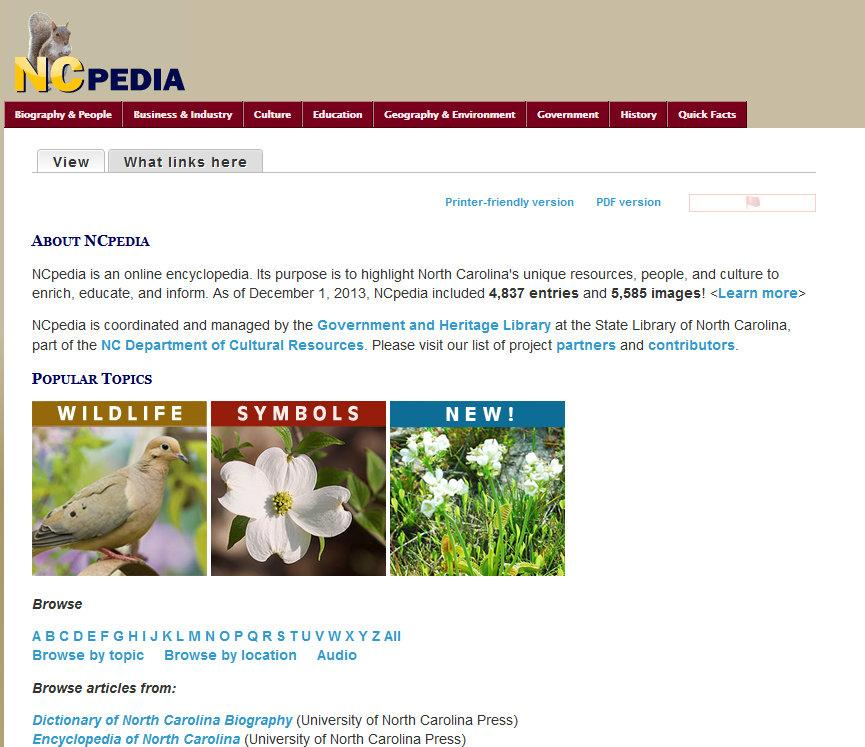 NCPEDIA
Biography & People Business & Industry Culture Education Geography & Environment Government History Quick Facts
View What links here
Printer-friendly version PDF version
ABOUT NCPEDIA
NCpedia is an online encyclopedia. Its purpose is to highlight North Carolina's unique resources, people, and culture to
enrich, educate, and inform. As of December 1, 2013, NCpedia included 4,837 entries and 5,585 images! <Learn more>
NCpedia is coordinated and managed by the Government and Heritage Library at the State Library of North Carolina,
part of the NC Department of Cultural Resources. Please visit our list of project partners and contributors.
POPULAR TOPICS
WILDLIFE SYMBOLS NEW!
Browse
A B C D E F G H I J K L M N O P Q R S T U V W X Y Z All
Browse by topic Browse by location Audio
Browse articles from:
Dictionary of North Carolina Biography (University of North Carolina Press)
Encyclopedia of North Carolina (University of North Carolina Press)